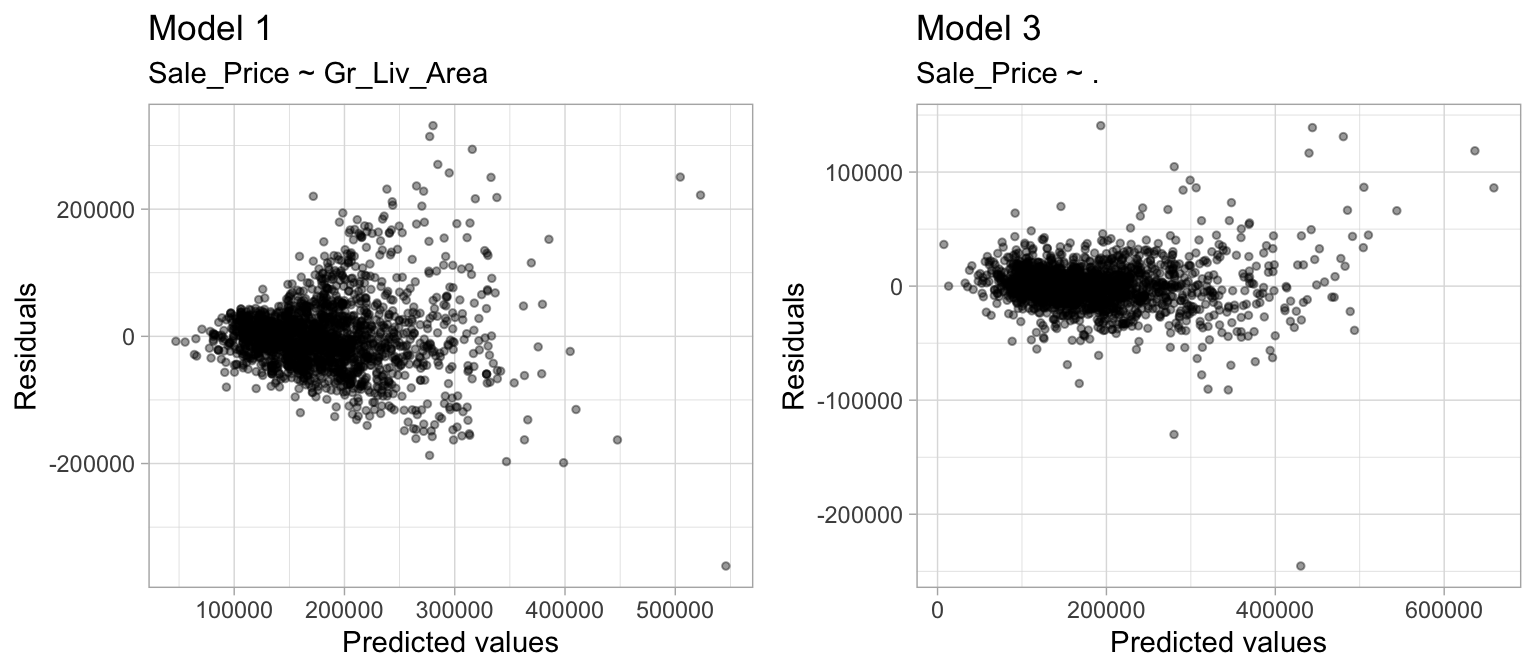 Model 1
Sale_Price ~ Gr_Liv_Area
Residuals
200000
0
-200000
100000 200000 300000 400000 500000
Predicted values
Model 3
Sale_Price ~ .
Residuals
100000
0
-100000
-200000
0 200000 400000 600000
Predicted values